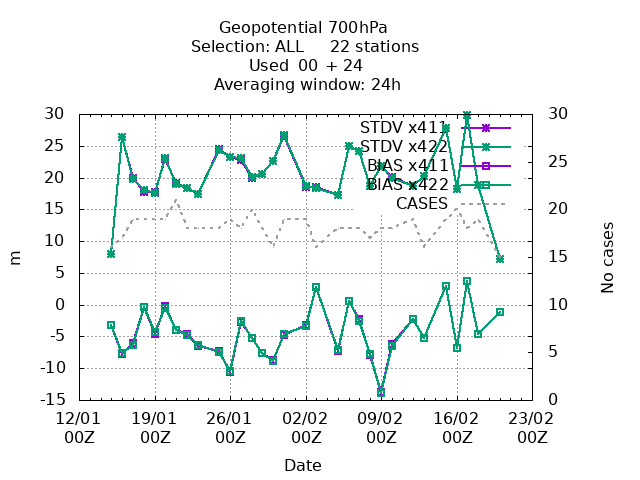 Geopotential 700hPa
Selection: ALL     22 stations
Used  00  + 24
Averaging window: 24h
30
25
20
15
10
5
0
-5
-10
-15
m
STDV x411
STDV x422
BIAS x411
BIAS x422
CASES
30
25
20
15
10
5
0
No cases
12/01 19/01 26/01 02/02 09/02 16/02 23/02
00Z 00Z 00Z 00Z 00Z 00Z 00Z
Date